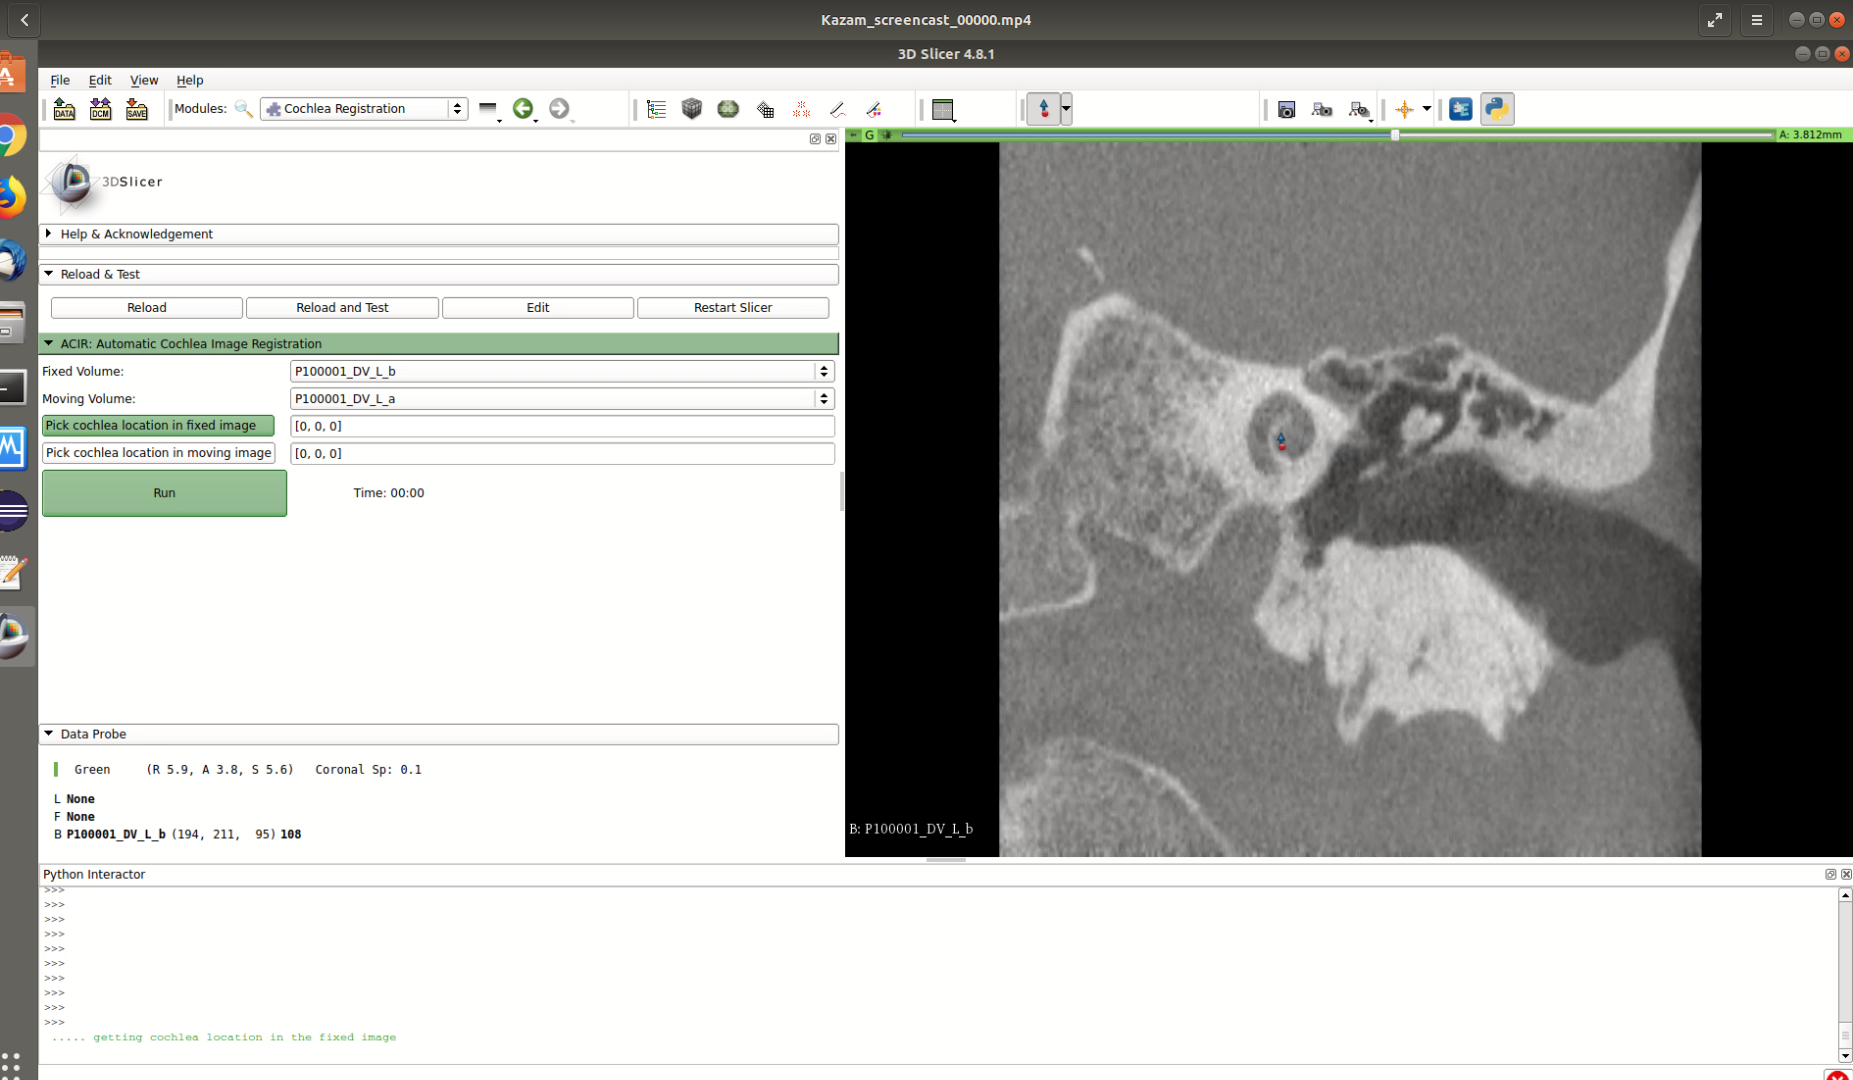 Kazam_screencast_00000.mp4
3D Slicer 4.8.1
File Edit View Help
DATA DCM SAVE Modules: Cochlea Registration
G A: 3.812mm
3DSlicer
Help & Acknowledgement
Reload & Test
Reload Reload and Test Edit Restart Slicer
ACIR: Automatic Cochlea Image Registration
Fixed Volume: P100001_DV_L_b
Moving Volume: P100001_DV_L_a
Pick cochlea location in fixed image [0, 0, 0]
Pick cochlea location in moving image [0, 0, 0]
Run Time: 00:00
Data Probe
Green (R 5.9, A 3.8, S 5.6) Coronal Sp: 0.1
L None
F None
B P100001_DV_L_b (194, 211, 95) 108
B: P100001_DV_L_b
Python Interactor
>>>
>>>
>>>
>>>
>>>
>>>
>>>
>>>
>>>
>>>
..... getting cochlea location in the fixed image